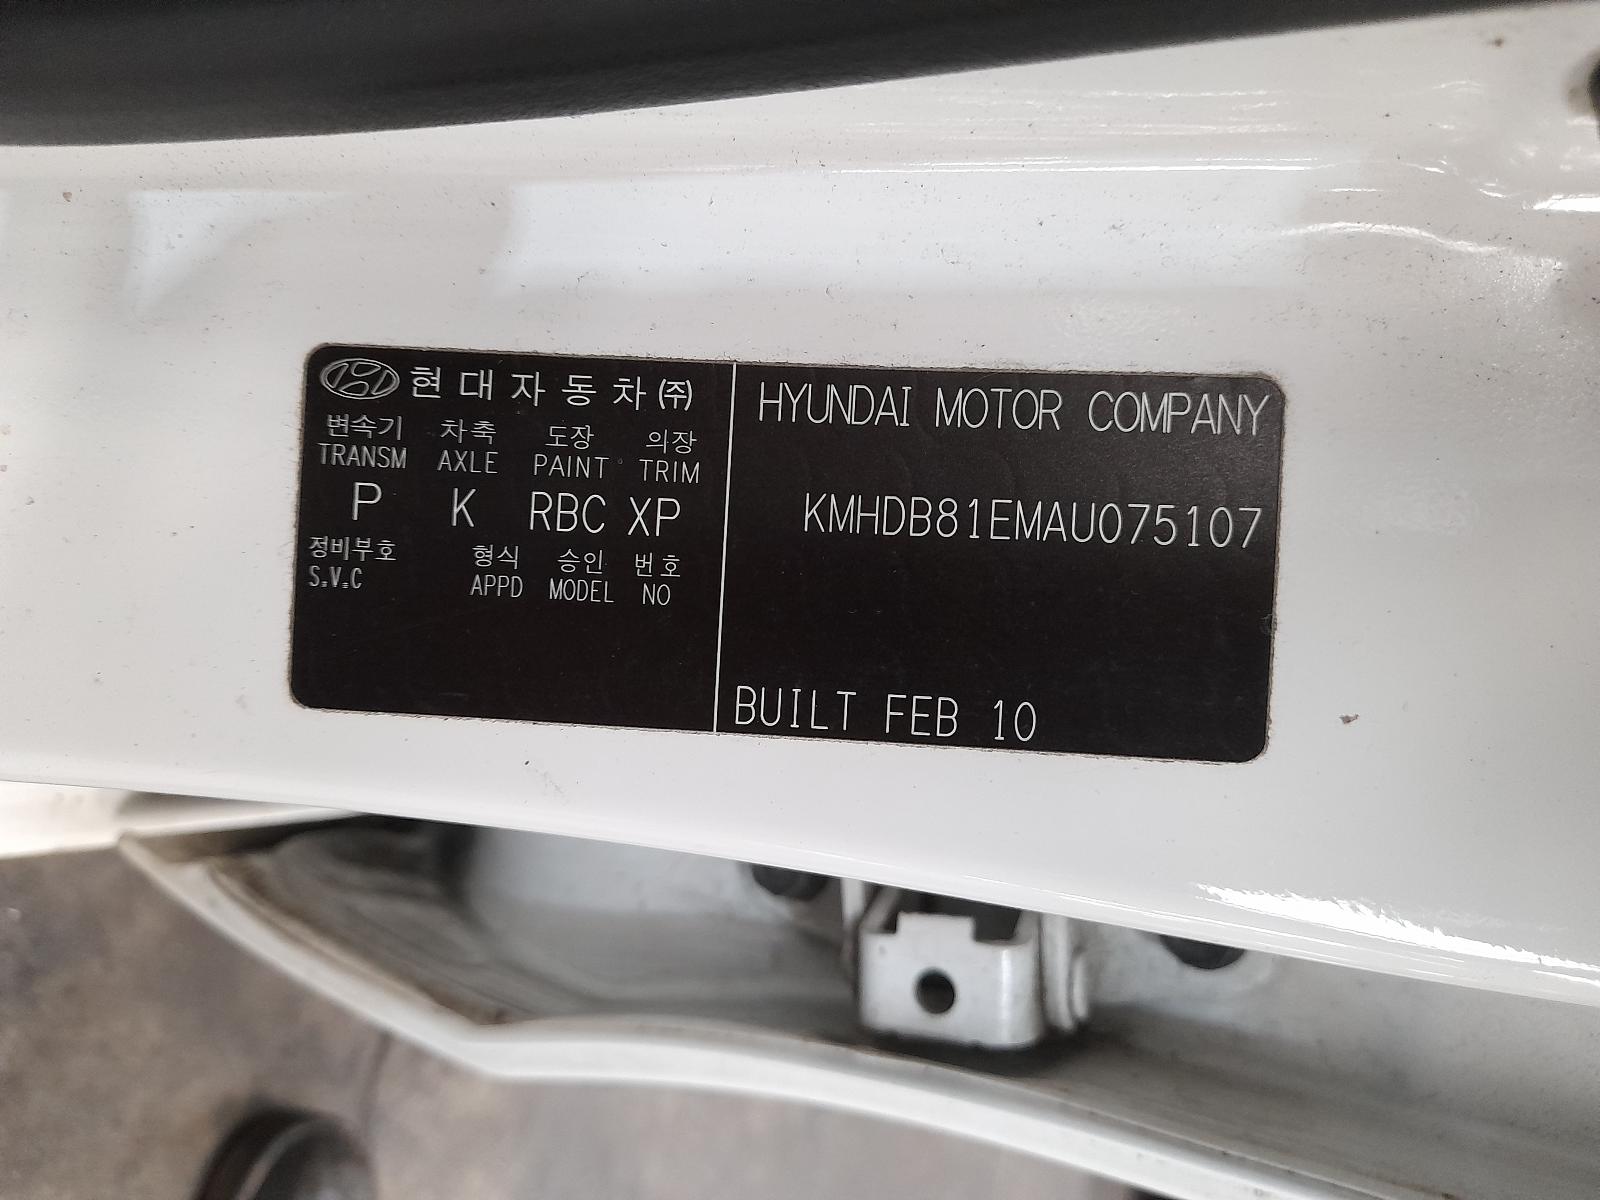 현대자동차㈜
변속기 차축 도장 의장
TRANSM AXLE PAINT TRIM
P K RBC XP
정비부호 형식 승인 번호
S.V.C APPD MODEL NO
HYUNDAI MOTOR COMPANY
KMHDB81EMAU075107
BUILT FEB 10